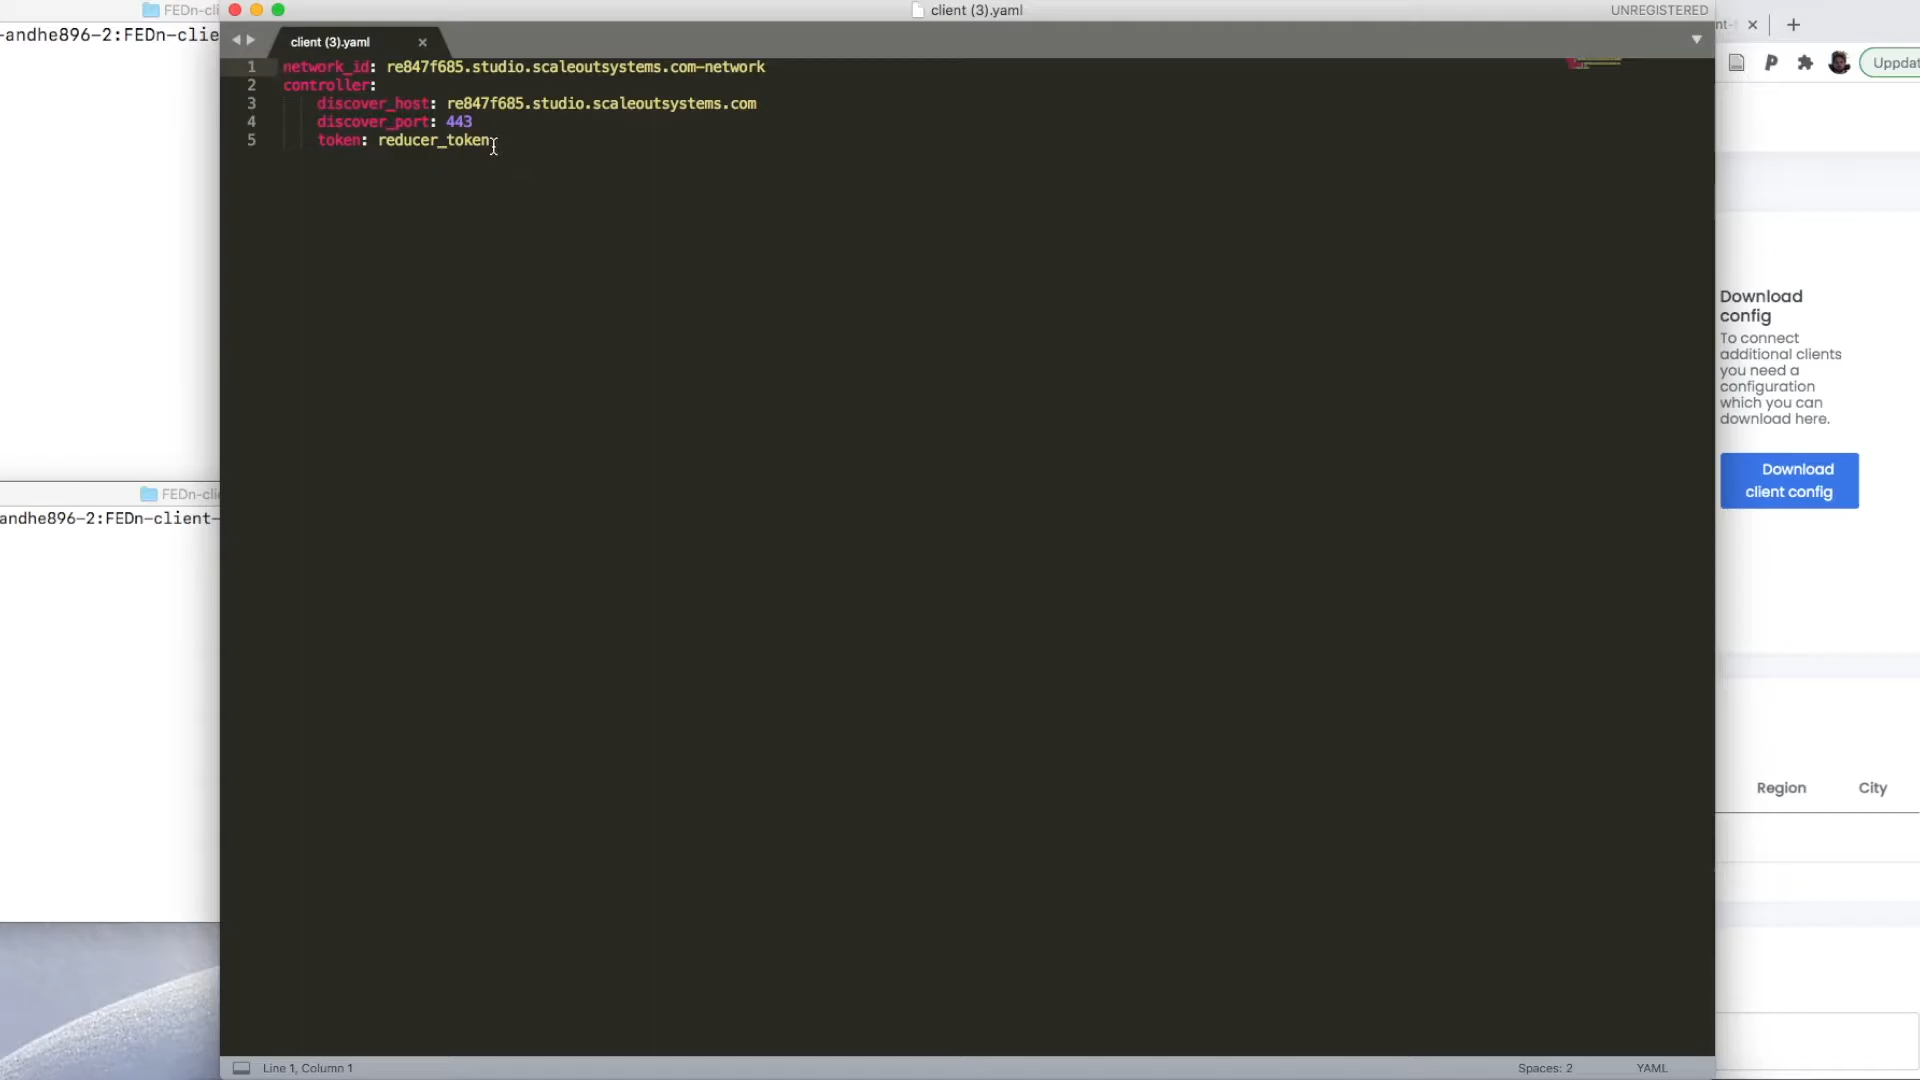 FEDn-cli
-andhe896-2:FEDn-clie
client (3).yaml
UNREGISTERED
client (3).yaml
1 network_id: re847f685.studio.scaleoutsystems.com-network
2 controller:
3 discover_host: re847f685.studio.scaleoutsystems.com
4 discover_port: 443
5 token: reducer_token
nt-
Uppdat
Download
config
To connect
additional clients
you need a
configuration
which you can
download here.
Download
client config
FEDn-clie
andhe896-2:FEDn-client-
Region City
Line 1, Column 1
Spaces: 2
YAML